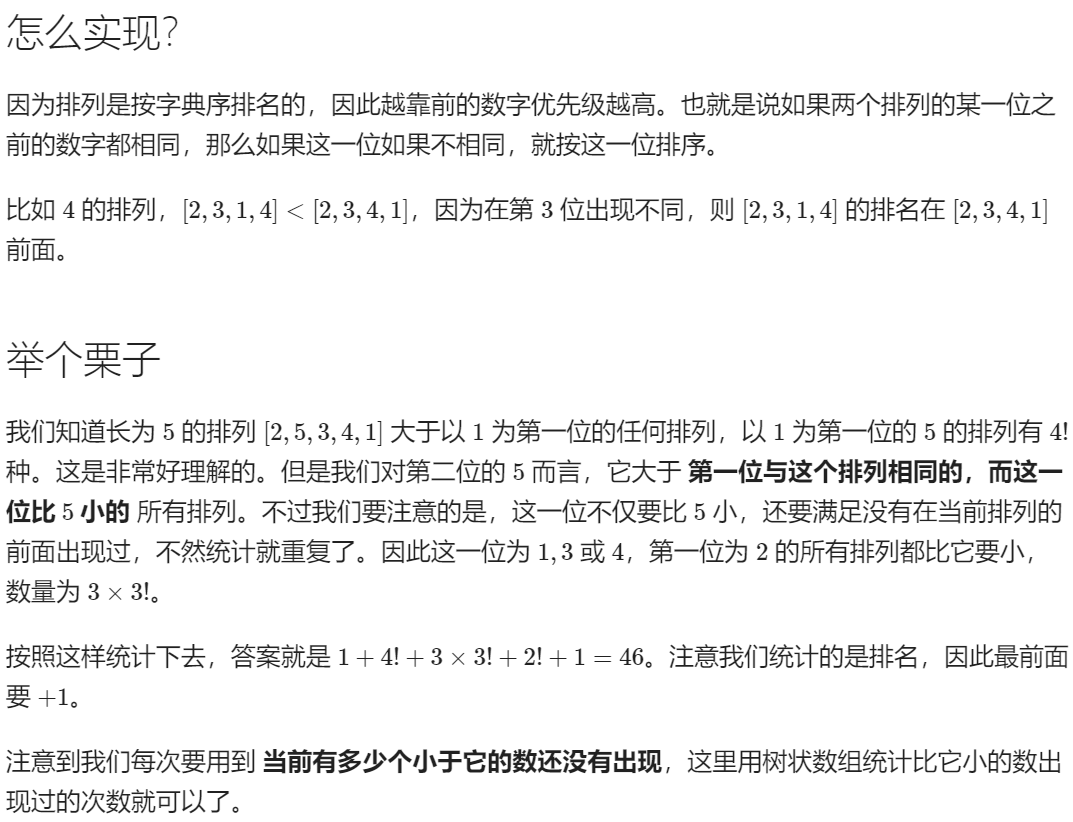 怎么实现？
因为排列是按字典序排名的，因此越靠前的数字优先级越高。也就是说如果两个排列的某一位之
前的数字都相同，那么如果这一位如果不相同，就按这一位排序。
比如 4 的排列，[2, 3, 1, 4] < [2, 3, 4, 1]，因为在第 3 位出现不同，则 [2, 3, 1, 4] 的排名在 [2, 3, 4, 1]
前面。
举个栗子
我们知道长为 5 的排列 [2, 5, 3, 4, 1] 大于以 1 为第一位的任何排列，以 1 为第一位的 5 的排列有 4!
种。这是非常好理解的。但是我们对第二位的 5 而言，它大于 第一位与这个排列相同的，而这一
位比 5 小的 所有排列。不过我们要注意的是，这一位不仅要比 5 小，还要满足没有在当前排列的
前面出现过，不然统计就重复了。因此这一位为 1, 3 或 4，第一位为 2 的所有排列都比它要小，
数量为 3 × 3!。
按照这样统计下去，答案就是 1 + 4! + 3 × 3! + 2! + 1 = 46。注意我们统计的是排名，因此最前面
要 +1。
注意到我们每次要用到 当前有多少个小于它的数还没有出现，这里用树状数组统计比它小的数出
现过的次数就可以了。